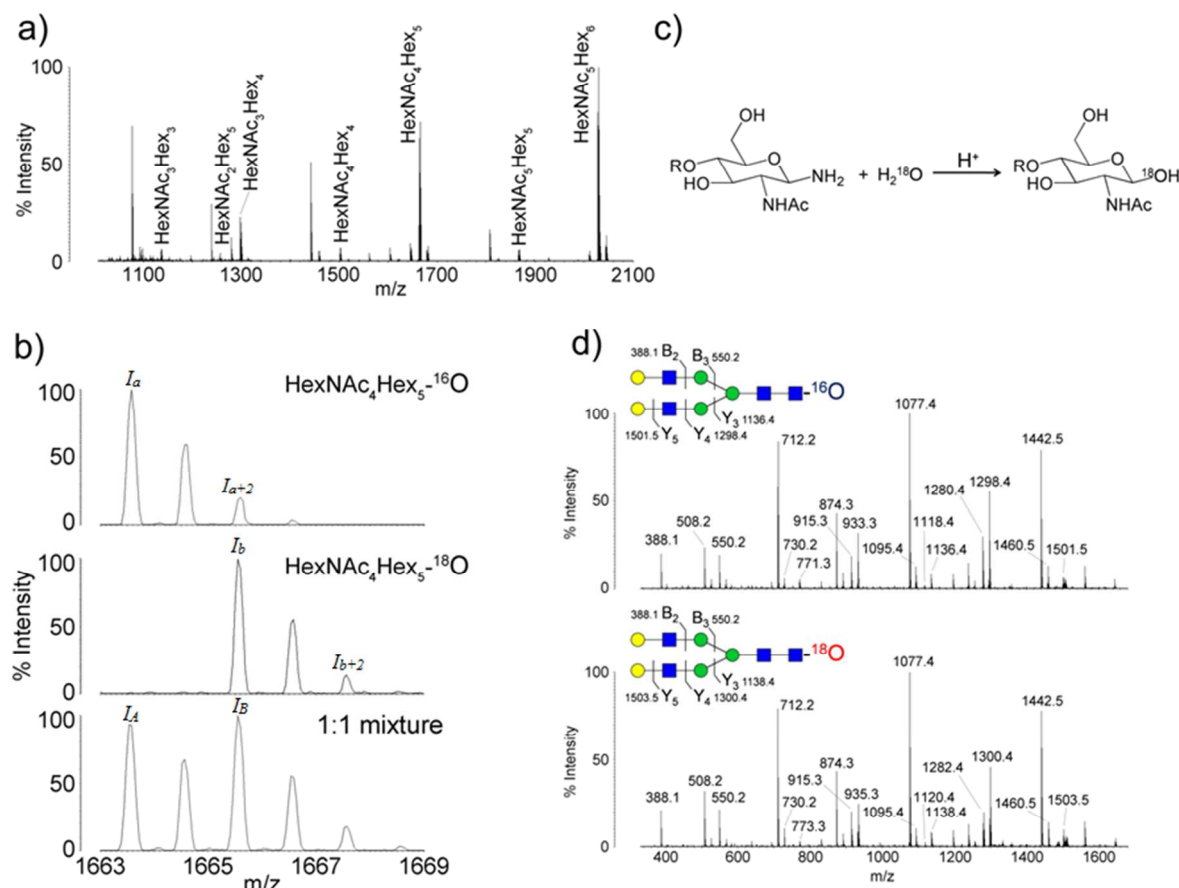 a)
% Intensity
100
50
0
HexNAc₃Hex₃
HexNAc₂Hex₅
HexNAc₃Hex₄
HexNAc₄Hex₄
HexNAc₄Hex₅
HexNAc₅Hex₅
HexNAc₅Hex₆
1100 1300 1500 1700 1900 2100
m/z
b)
% Intensity
Iₐ
HexNAc₄Hex₅-¹⁶O
100
50
Iₐ₊₂
0
I_b
HexNAc₄Hex₅-¹⁸O
100
50
I_b+2
0
I_A I_B
1:1 mixture
100
50
0
1663 1665 1667 1669
m/z
c)
OH
RO
HO
O
NH₂
NHAc
+ H₂¹⁸O
H⁺
OH
RO
HO
O
¹⁸OH
NHAc
d)
388.1 B₂ B₃ 550.2
-¹⁶O
Y₃ 1136.4
1501.5 Y₅ Y₄ 1298.4
% Intensity
100
50
0
388.1
508.2
550.2
712.2
730.2
771.3
874.3
915.3
933.3
1077.4
1095.4
1118.4
1136.4
1280.4
1298.4
1442.5
1460.5
1501.5
388.1 B₂ B₃ 550.2
-¹⁸O
Y₃ 1138.4
1503.5 Y₅ Y₄ 1300.4
% Intensity
100
50
0
388.1
508.2
550.2
712.2
730.2
773.3
874.3
915.3
935.3
1077.4
1095.4
1120.4
1138.4
1282.4
1300.4
1442.5
1460.5
1503.5
400 600 800 1000 1200 1400 1600
m/z